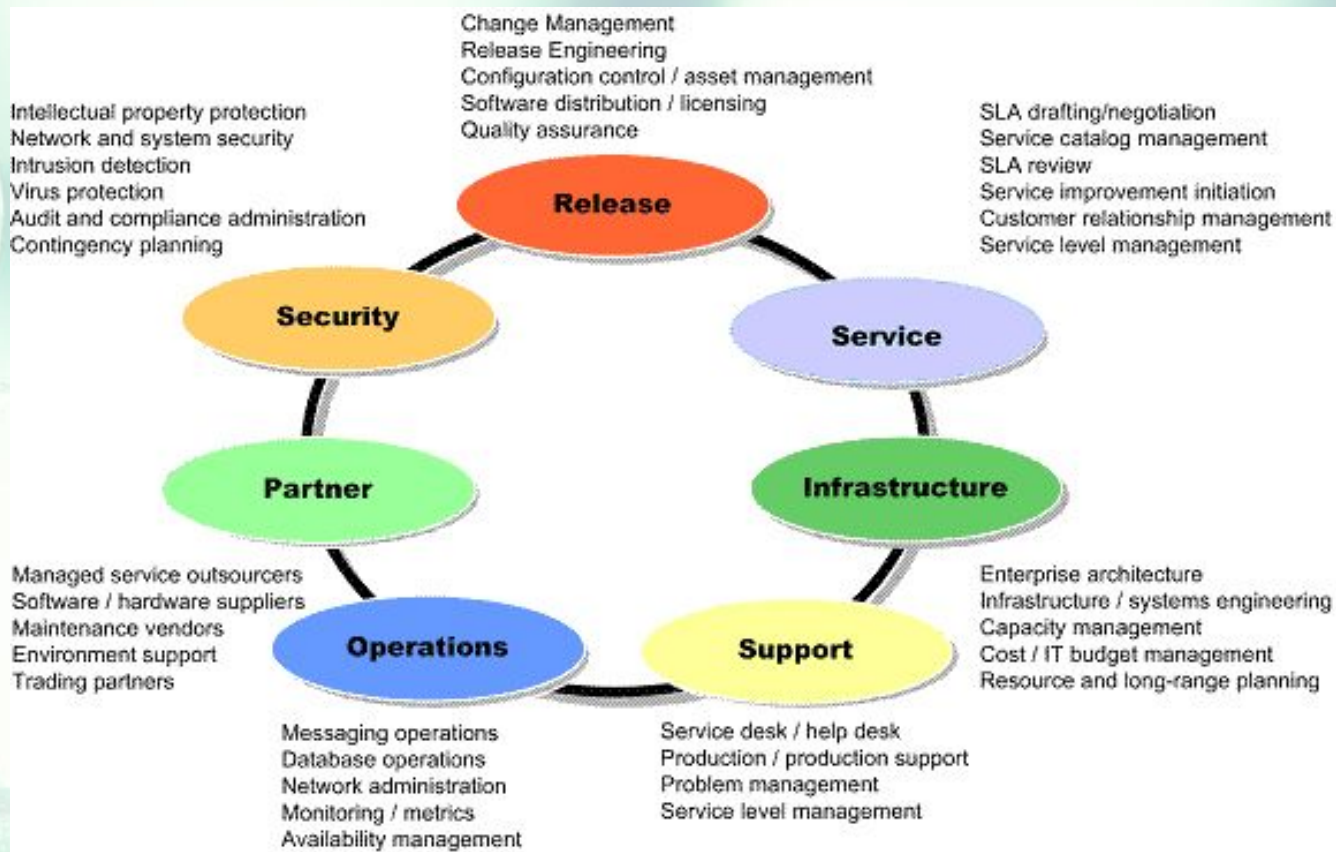 Change Management
Release Engineering
Configuration control / asset management
Software distribution / licensing
Quality assurance
Intellectual property protection
Network and system security
Intrusion detection
Virus protection
Audit and compliance administration
Contingency planning
SLA drafting/negotiation
Service catalog management
SLA review
Service improvement initiation
Customer relationship management
Service level management
Release
Security
Service
Partner
Infrastructure
Managed service outsourcers
Software / hardware suppliers
Maintenance vendors
Environment support
Trading partners
Operations
Support
Enterprise architecture
Infrastructure / systems engineering
Capacity management
Cost / IT budget management
Resource and long-range planning
Messaging operations
Database operations
Network administration
Monitoring / metrics
Availability management
Service desk / help desk
Production / production support
Problem management
Service level management